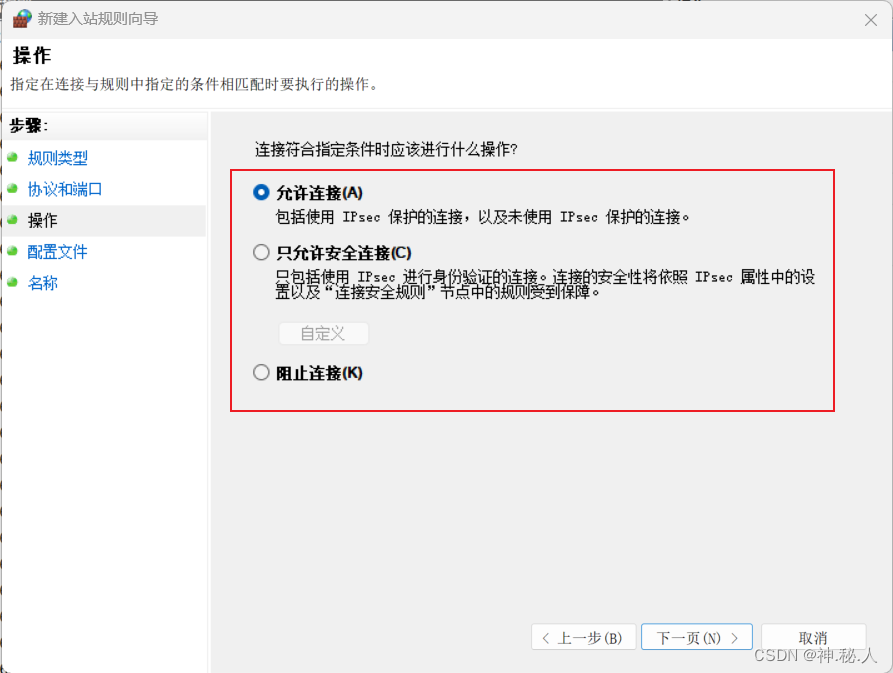 新建入站规则向导
操作
指定在连接与规则中指定的条件相匹配时要执行的操作。
步骤:
规则类型
协议和端口
操作
配置文件
名称
连接符合指定条件时应该进行什么操作?
允许连接(A)
包括使用 IPsec 保护的连接，以及未使用 IPsec 保护的连接。
只允许安全连接(C)
只包括使用 IPsec 进行身份验证的连接。连接的安全性将依照 IPsec 属性中的设
置以及“连接安全规则”节点中的规则受到保障。
自定义
阻止连接(K)
< 上一步(B)
下一页(N) >
取消
CSDN @神.秘.人